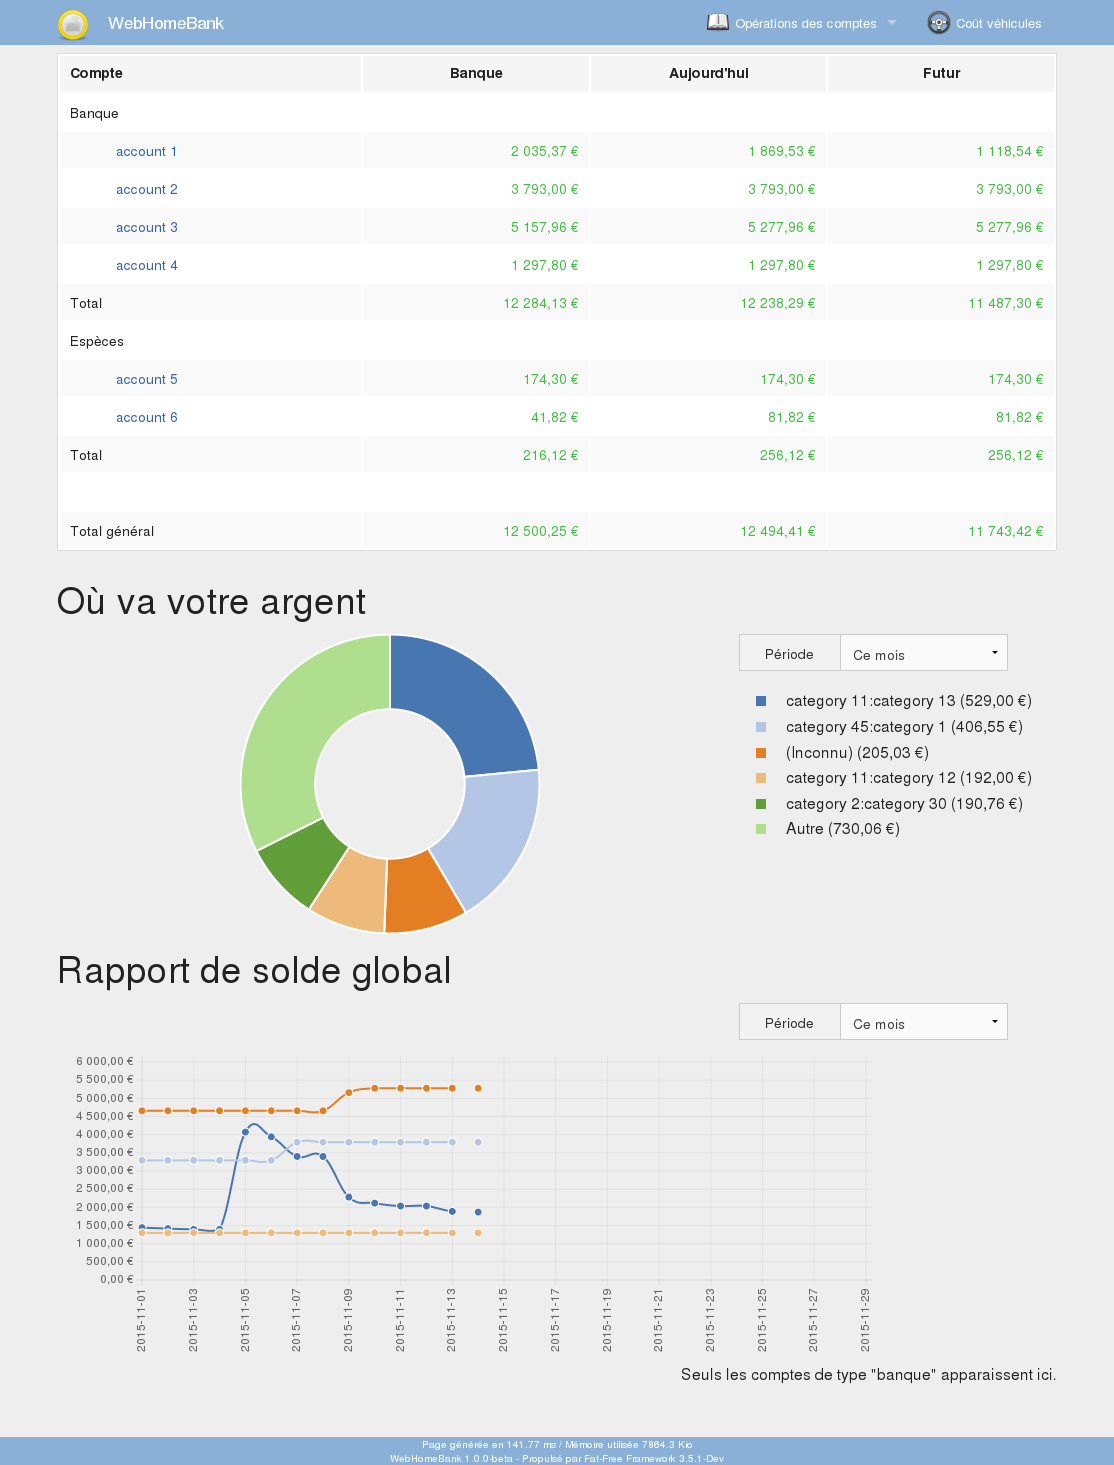 WebHomeBank Opérations des comptes Coût véhicules
Compte Banque Aujourd'hui Futur
Banque
account 1 2 035,37 € 1 869,53 € 1 118,54 €
account 2 3 793,00 € 3 793,00 € 3 793,00 €
account 3 5 157,96 € 5 277,96 € 5 277,96 €
account 4 1 297,80 € 1 297,80 € 1 297,80 €
Total 12 284,13 € 12 238,29 € 11 487,30 €
Espèces
account 5 174,30 € 174,30 € 174,30 €
account 6 41,82 € 81,82 € 81,82 €
Total 216,12 € 256,12 € 256,12 €
Total général 12 500,25 € 12 494,41 € 11 743,42 €
Où va votre argent
Période Ce mois
category 11:category 13 (529,00 €)
category 45:category 1 (406,55 €)
(Inconnu) (205,03 €)
category 11:category 12 (192,00 €)
category 2:category 30 (190,76 €)
Autre (730,06 €)
Rapport de solde global
Période Ce mois
6 000,00 €
5 500,00 €
5 000,00 €
4 500,00 €
4 000,00 €
3 500,00 €
3 000,00 €
2 500,00 €
2 000,00 €
1 500,00 €
1 000,00 €
500,00 €
0,00 €
2015-11-01 2015-11-03 2015-11-05 2015-11-07 2015-11-09 2015-11-11 2015-11-13 2015-11-15 2015-11-17 2015-11-19 2015-11-21 2015-11-23 2015-11-25 2015-11-27 2015-11-29
Seuls les comptes de type "banque" apparaissent ici.
Page générée en 141.77 ms / Mémoire utilisée 7864.3 Kio
WebHomeBank 1.0.0-beta - Propulsé par Fat-Free Framework 3.5.1-Dev